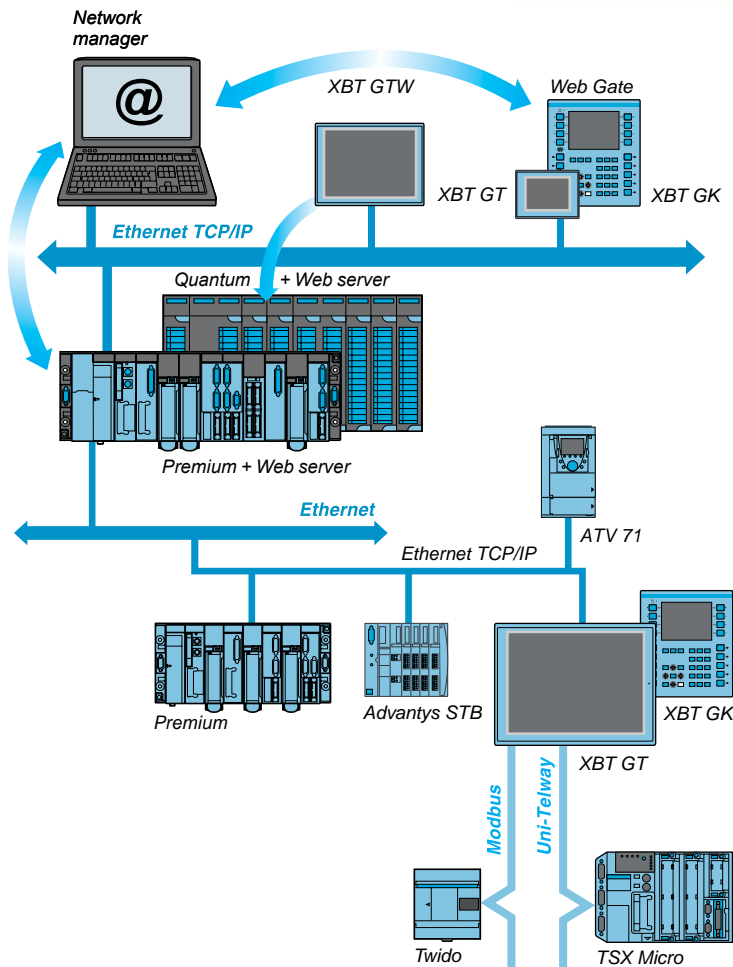 Network
manager
@
XBT GTW
Web Gate
XBT GT
XBT GK
Ethernet TCP/IP
Quantum + Web server
Premium + Web server
Ethernet
ATV 71
Ethernet TCP/IP
Premium
Advantys STB
XBT GK
XBT GT
Modbus
Uni-Telway
Twido
TSX Micro